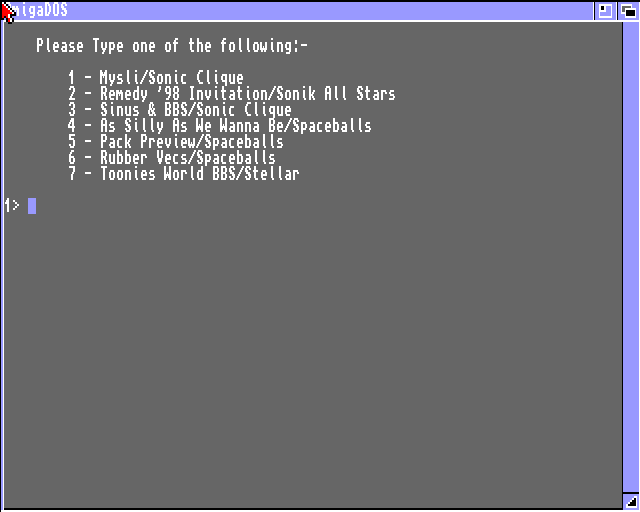 AmigaDOS
Please Type one of the following:-
1 - Mysli/Sonic Clique
2 - Remedy '98 Invitation/Sonik All Stars
3 - Sinus & BBS/Sonic Clique
4 - As Silly As We Wanna Be/Spaceballs
5 - Pack Preview/Spaceballs
6 - Rubber Vecs/Spaceballs
7 - Toonies World BBS/Stellar
1>